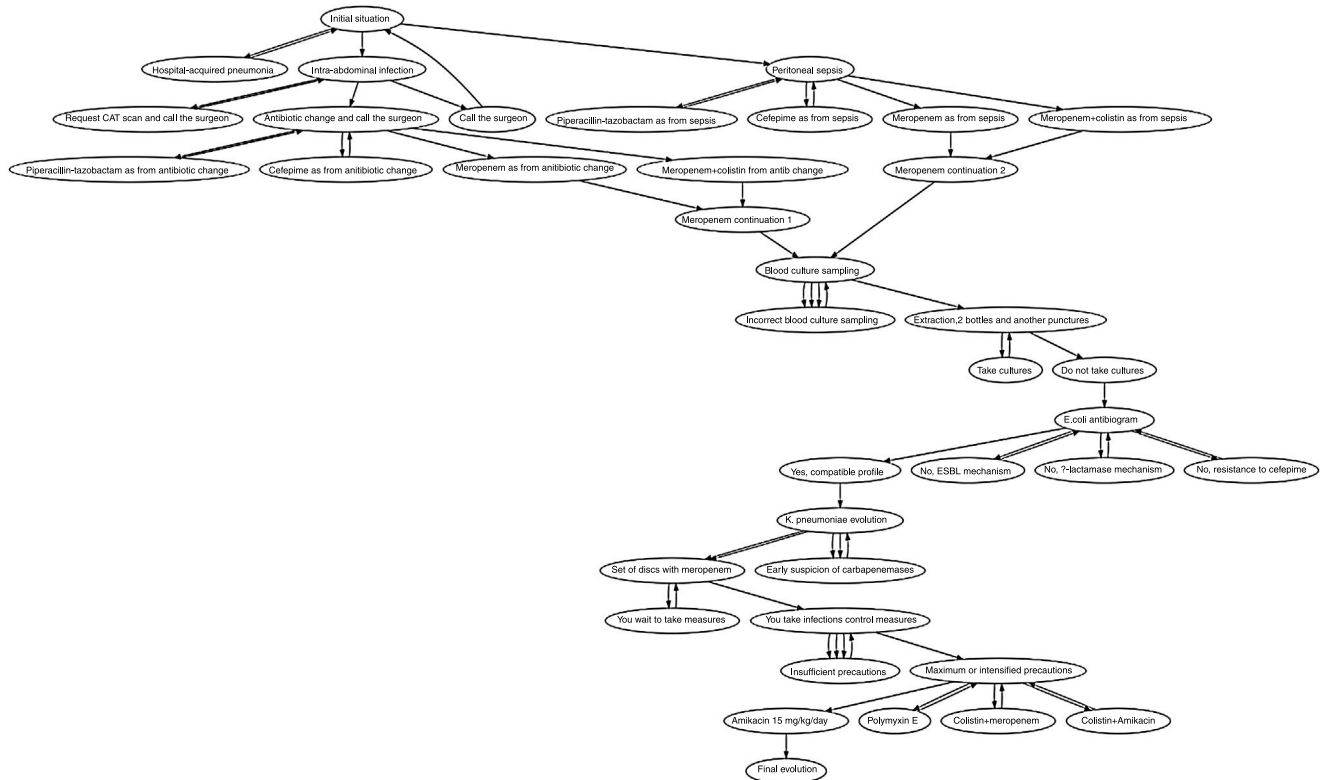 Initial situation
Hospital-acquired pneumonia
Intra-abdominal infection
Peritoneal sepsis
Request CAT scan and call the surgeon
Antibiotic change and call the surgeon
Call the surgeon
Piperacillin-tazobactam as from sepsis
Cefepime as from sepsis
Meropenem as from sepsis
Meropenem+colistin as from sepsis
Piperacillin-tazobactam as from antibiotic change
Cefepime as from anitibiotic change
Meropenem as from anitibiotic change
Meropenem+colistin from antib change
Meropenem continuation 2
Meropenem continuation 1
Blood culture sampling
Incorrect blood culture sampling
Extraction,2 bottles and another punctures
Take cultures
Do not take cultures
E.coli antibiogram
Yes, compatible profile
No, ESBL mechanism
No, ?-lactamase mechanism
No, resistance to cefepime
K. pneumoniae evolution
Set of discs with meropenem
Early suspicion of carbapenemases
You wait to take measures
You take infections control measures
Insufficient precautions
Maximum or intensified precautions
Amikacin 15 mg/kg/day
Polymyxin E
Colistin+meropenem
Colistin+Amikacin
Final evolution